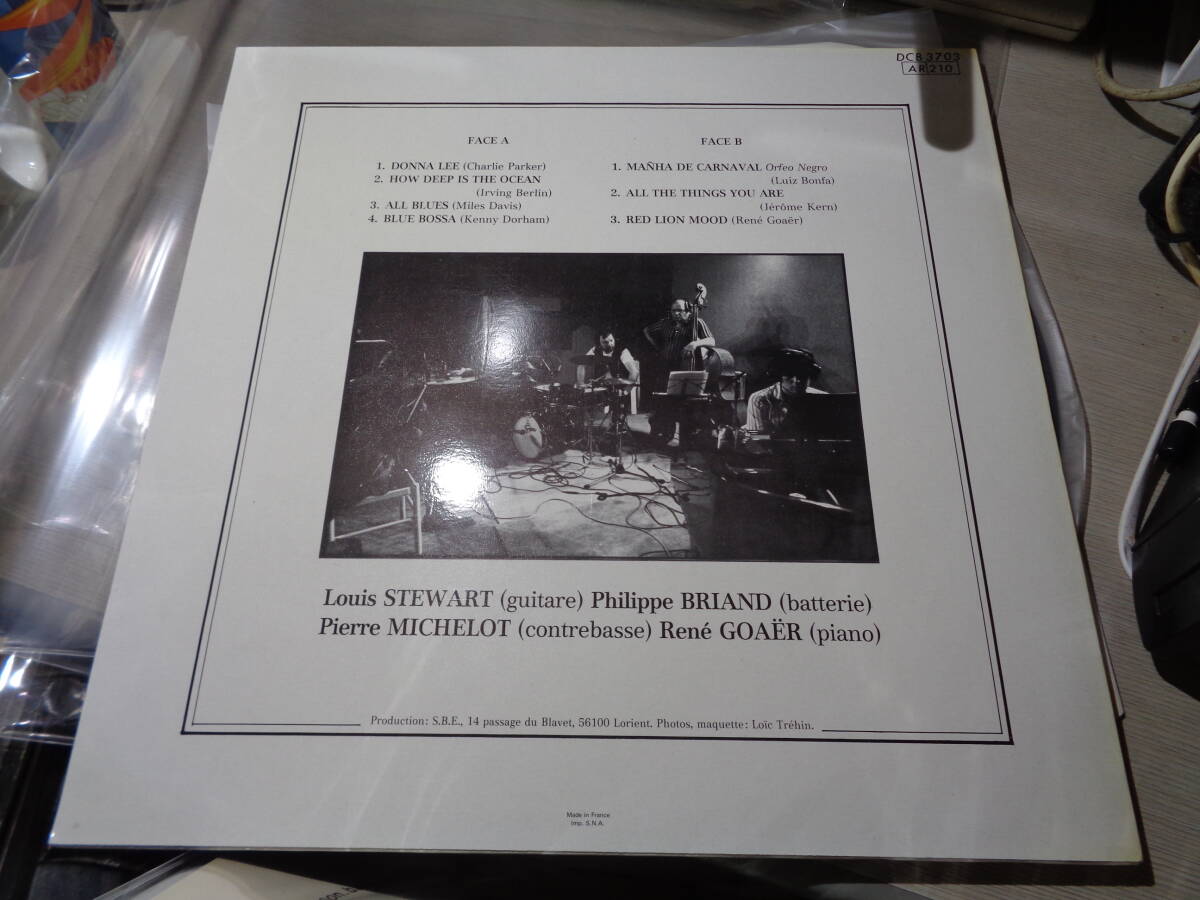 DCB 3703
AR 210
FACE A
1. DONNA LEE (Charlie Parker)
2. HOW DEEP IS THE OCEAN
(Irving Berlin)
3. ALL BLUES (Miles Davis)
4. BLUE BOSSA (Kenny Dorham)
FACE B
1. MAÑHA DE CARNAVAL Orfeo Negro
(Luiz Bonfa)
2. ALL THE THINGS YOU ARE
(Jérôme Kern)
3. RED LION MOOD (René Goaër)
Louis STEWART (guitare) Philippe BRIAND (batterie)
Pierre MICHELOT (contrebasse) René GOAËR (piano)
Production: S.B.E., 14 passage du Blavet, 56100 Lorient. Photos, maquette: Loïc Tréhin.
Made in France
Imp. S.N.A.